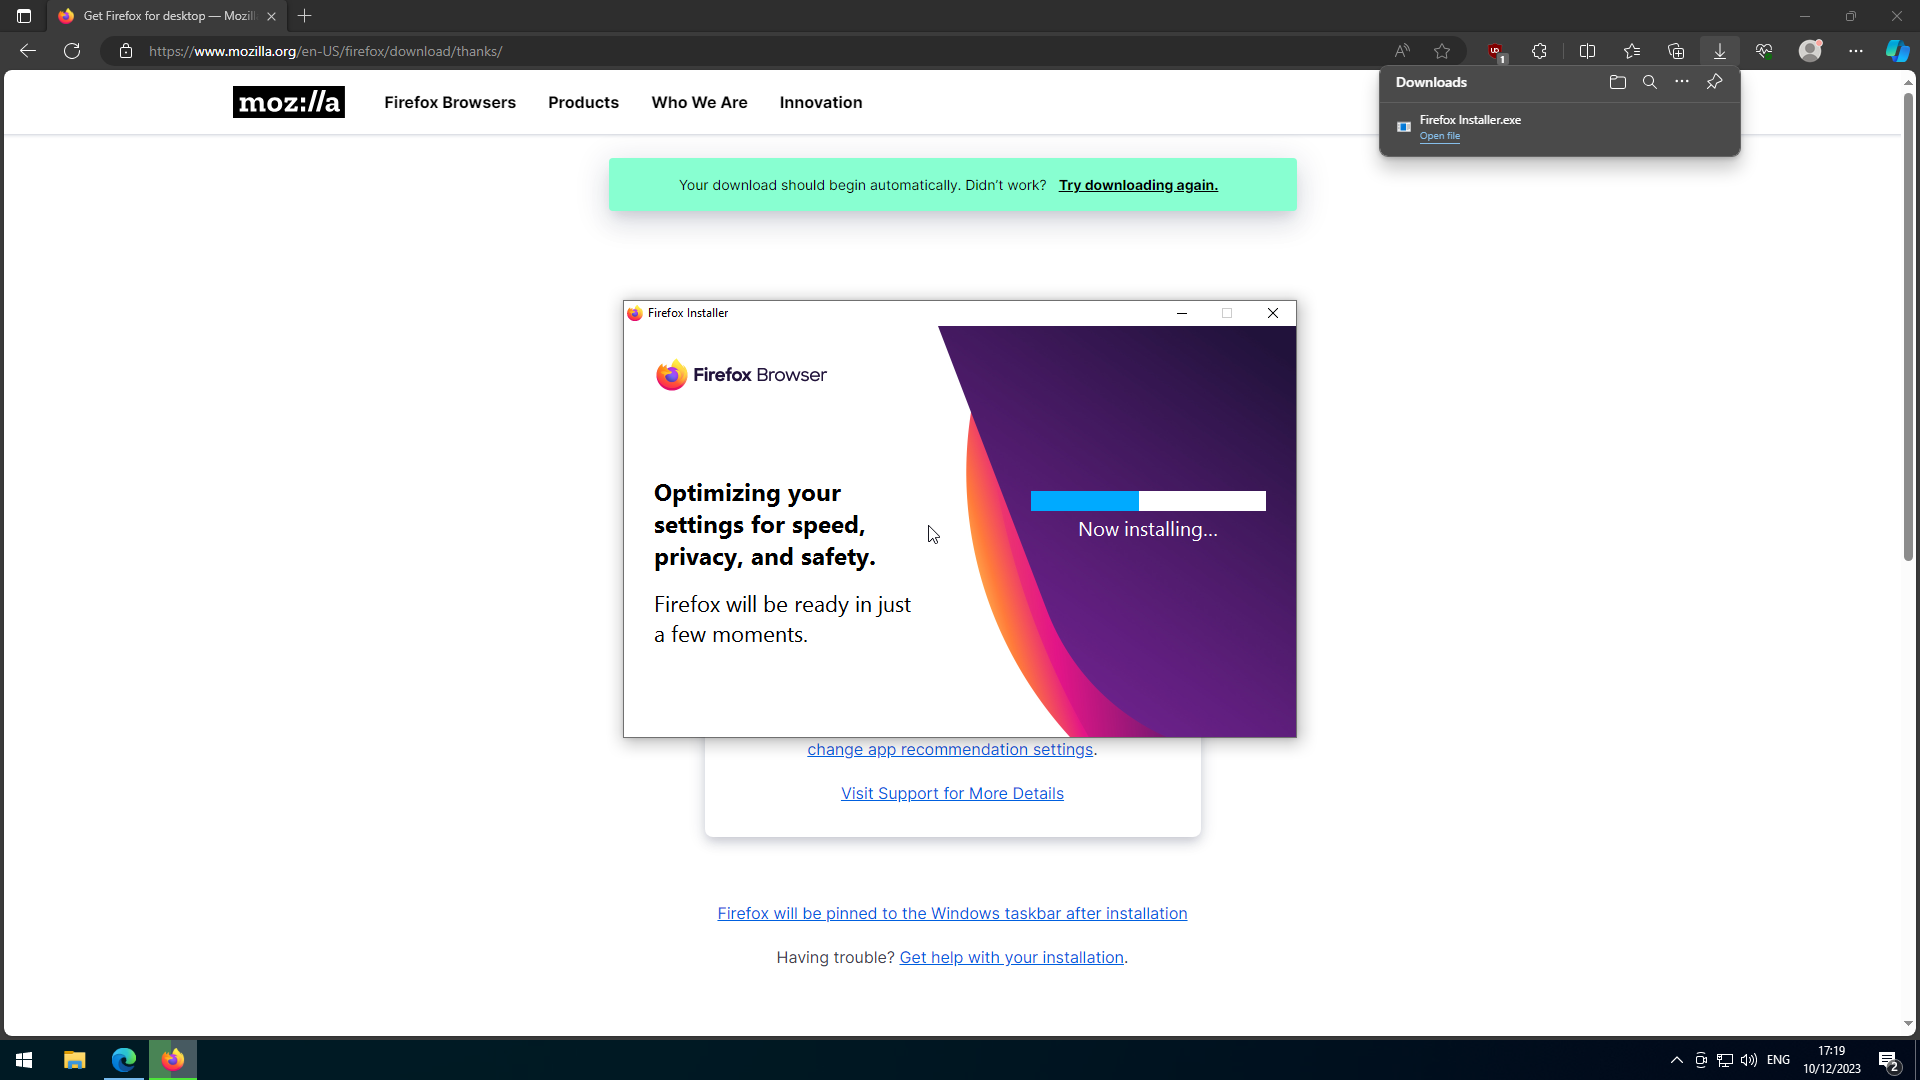 Get Firefox for desktop — Mozill
https://www.mozilla.org/en-US/firefox/download/thanks/
1
Downloads
Firefox Installer.exe
Open file
moz://a
Firefox Browsers
Products
Who We Are
Innovation
Your download should begin automatically. Didn't work? Try downloading again.
Firefox Installer
Firefox Browser
Optimizing your
settings for speed,
privacy, and safety.
Firefox will be ready in just
a few moments.
Now installing...
change app recommendation settings.
Visit Support for More Details
Firefox will be pinned to the Windows taskbar after installation
Having trouble? Get help with your installation.
ENG
17:19
10/12/2023
2